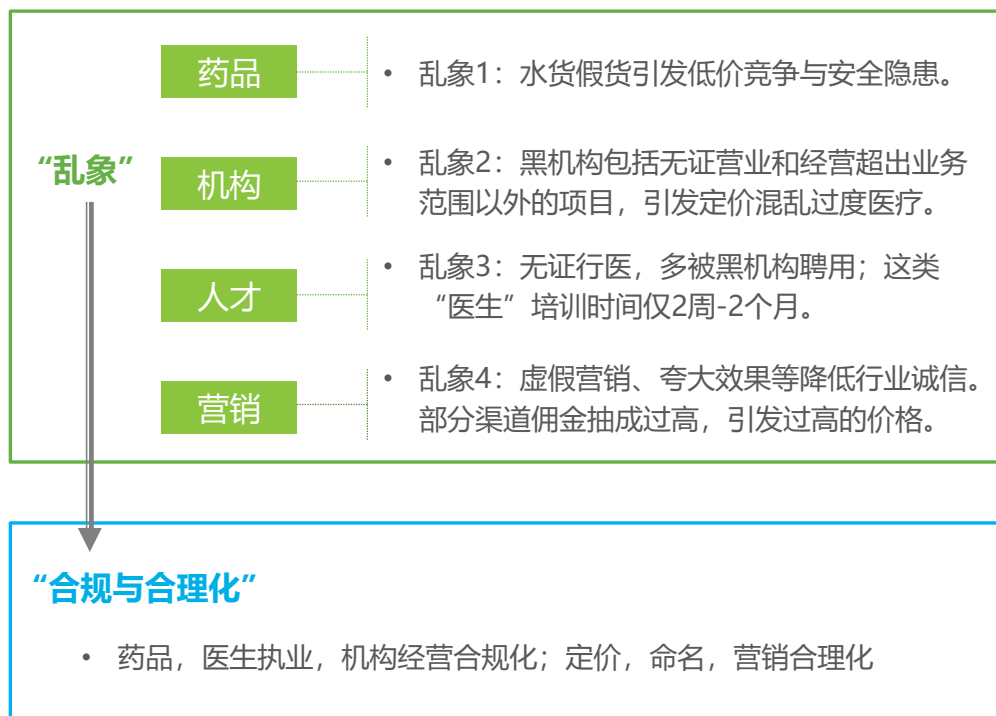 药品
• 乱象1：水货假货引发低价竞争与安全隐患。
“乱象”
机构
• 乱象2：黑机构包括无证营业和经营超出业务
范围以外的项目，引发定价混乱过度医疗。
人才
• 乱象3：无证行医，多被黑机构聘用；这类
“医生”培训时间仅2周-2个月。
营销
• 乱象4：虚假营销、夸大效果等降低行业诚信。
部分渠道佣金抽成过高，引发过高的价格。
“合规与合理化”
• 药品，医生执业，机构经营合规化；定价，命名，营销合理化